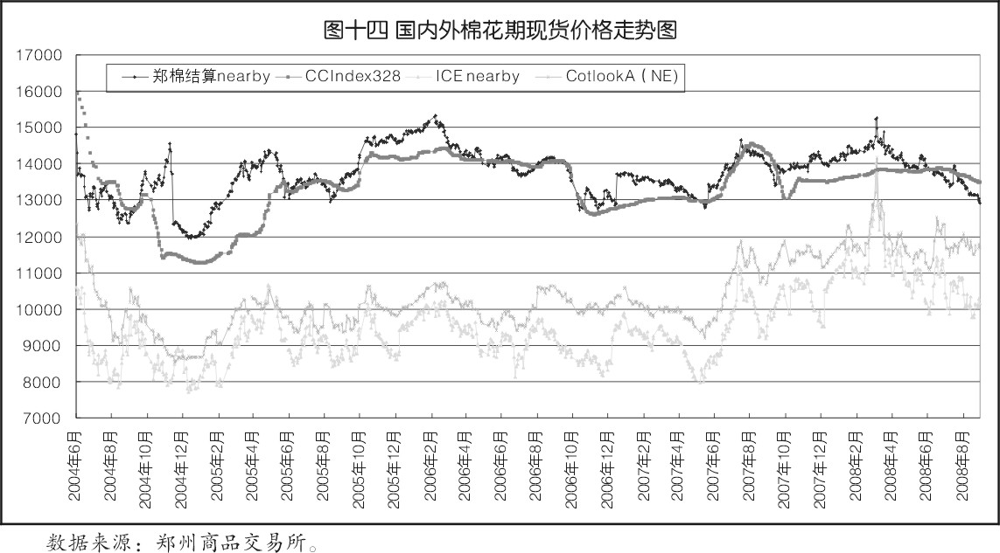 图十四 国内外棉花期现货价格走势图
17000
16000
15000
14000
13000
12000
11000
10000
9000
8000
7000
郑棉结算nearby CCIndex328 ICE nearby CotlookA (NE)
2004年6月
2004年8月
2004年10月
2004年12月
2005年2月
2005年4月
2005年6月
2005年8月
2005年10月
2005年12月
2006年2月
2006年4月
2006年6月
2006年8月
2006年10月
2006年12月
2007年2月
2007年4月
2007年6月
2007年8月
2007年10月
2007年12月
2008年2月
2008年4月
2008年6月
2008年8月
数据来源：郑州商品交易所。